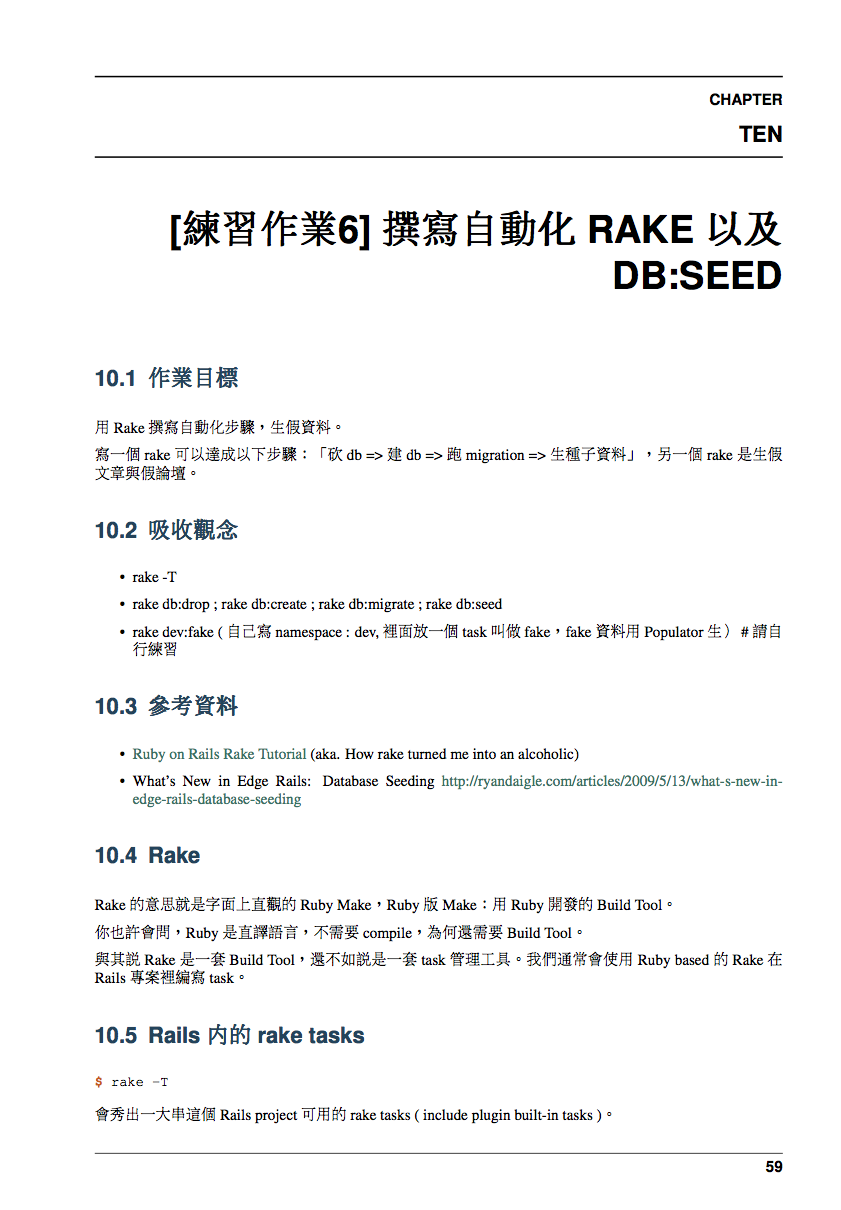 CHAPTER
TEN
[練習作業6] 撰寫自動化 RAKE 以及
DB:SEED
10.1 作業目標
用 Rake 撰寫自動化步驟，生假資料。
寫一個 rake 可以達成以下步驟：「砍 db => 建 db => 跑 migration => 生種子資料」，另一個 rake 是生假
文章與假論壇。
10.2 吸收觀念
• rake -T
• rake db:drop ; rake db:create ; rake db:migrate ; rake db:seed
• rake dev:fake ( 自己寫 namespace : dev, 裡面放一個 task 叫做 fake，fake 資料用 Populator 生） # 請自
行練習
10.3 參考資料
• Ruby on Rails Rake Tutorial (aka. How rake turned me into an alcoholic)
• What’s New in Edge Rails: Database Seeding http://ryandaigle.com/articles/2009/5/13/what-s-new-in-
edge-rails-database-seeding
10.4 Rake
Rake 的意思就是字面上直觀的 Ruby Make，Ruby 版 Make：用 Ruby 開發的 Build Tool。
你也許會問，Ruby 是直譯語言，不需要 compile，為何還需要 Build Tool。
與其説 Rake 是一套 Build Tool，還不如説是一套 task 管理工具。我們通常會使用 Ruby based 的 Rake 在
Rails 專案裡編寫 task。
10.5 Rails 内的 rake tasks
$ rake -T
會秀出一大串這個 Rails project 可用的 rake tasks ( include plugin built-in tasks )。
59